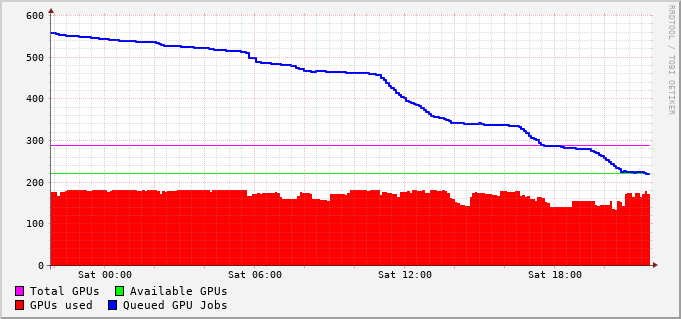 600
500
400
300
200
100
0
Sat 00:00 Sat 06:00 Sat 12:00 Sat 18:00
Total GPUs Available GPUs
GPUs used Queued GPU Jobs
RRDTOOL / TOBI OETIKER